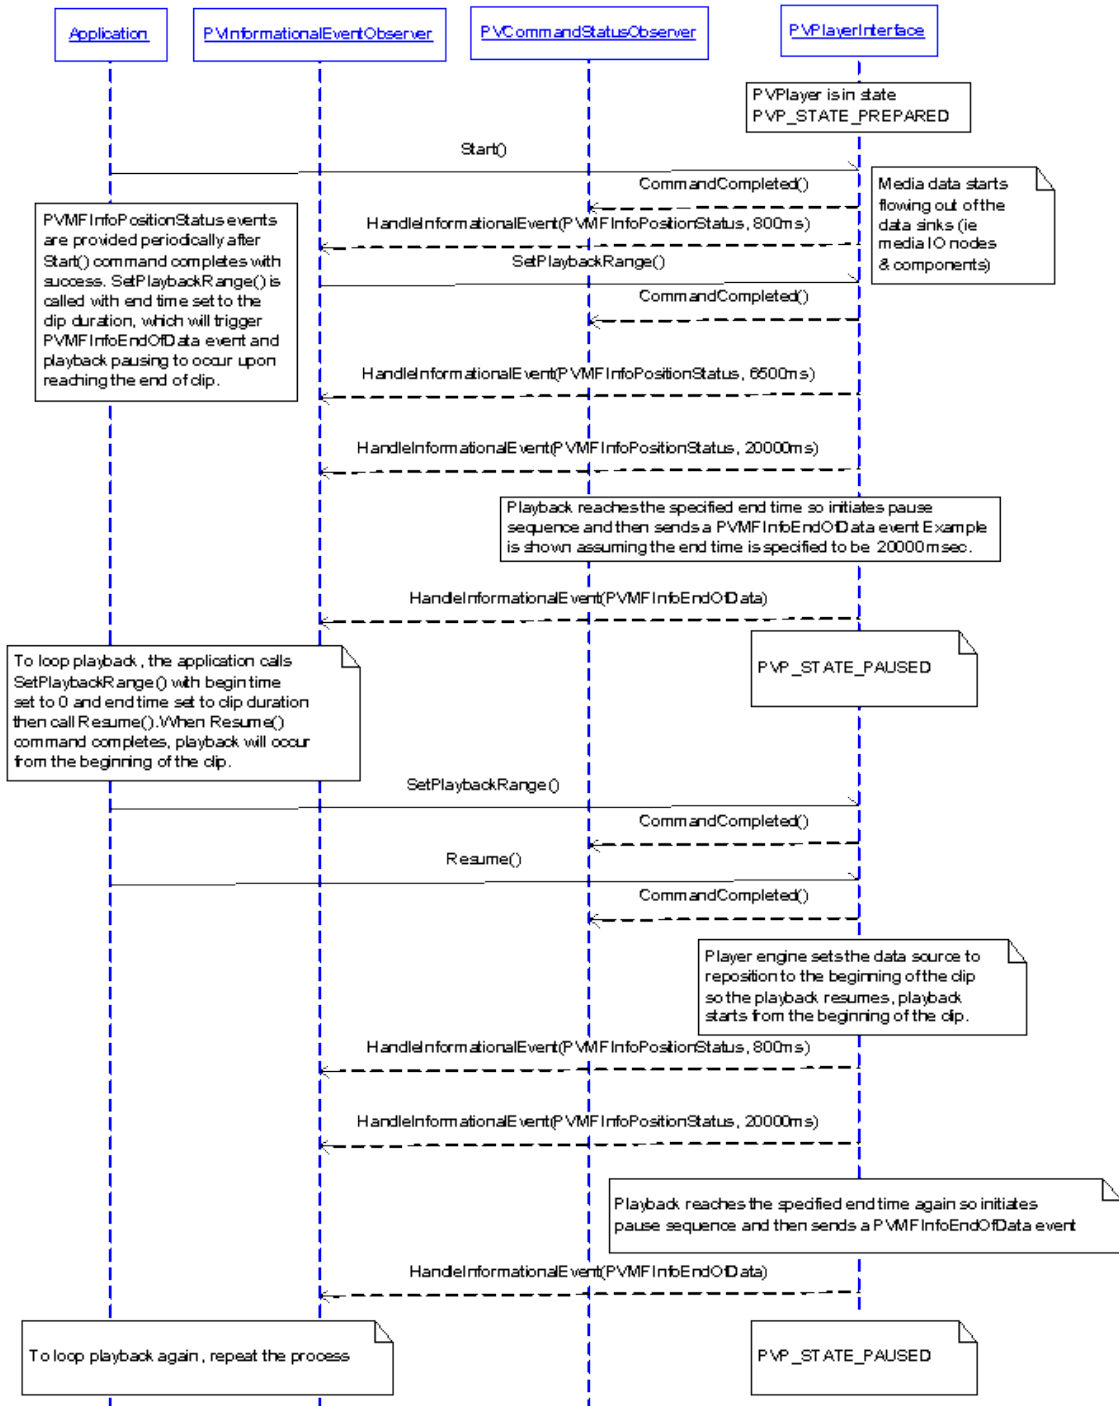 Application
PVInformationalEventObserver
PVCommandStatusObserver
PVPlayerInterface
PVPlayer is in state
PVP_STATE_PREPARED
Start()
CommandCompleted()
Media data starts
flowing out of the
data sinks (ie
media IO nodes
& components)
PVMFInfoPositionStatus events
are provided periodically after
Start() command completes with
success. SetPlaybackRange() is
called with end time set to the
clip duration, which will trigger
PVMFInfoEndOfData event and
playback pausing to occur upon
reaching the end of clip.
HandleInformationalEvent(PVMFInfoPositionStatus, 800ms)
SetPlaybackRange()
CommandCompleted()
HandleInformationalEvent(PVMFInfoPositionStatus, 6500ms)
HandleInformationalEvent(PVMFInfoPositionStatus, 20000ms)
Playback reaches the specified end time so initiates pause
sequence and then sends a PVMFInfoEndOfData event Example
is shown assuming the end time is specified to be 20000msec.
HandleInformationalEvent(PVMFInfoEndOfData)
PVP_STATE_PAUSED
To loop playback, the application calls
SetPlaybackRange() with begin time
set to 0 and end time set to clip duration
then call Resume().When Resume()
command completes, playback will occur
from the beginning of the clip.
SetPlaybackRange()
CommandCompleted()
Resume()
CommandCompleted()
Player engine sets the data source to
reposition to the beginning of the clip
so the playback resumes, playback
starts from the beginning of the clip.
HandleInformationalEvent(PVMFInfoPositionStatus, 800ms)
HandleInformationalEvent(PVMFInfoPositionStatus, 20000ms)
Playback reaches the specified end time again so initiates
pause sequence and then sends a PVMFInfoEndOfData event
HandleInformationalEvent(PVMFInfoEndOfData)
To loop playback again, repeat the process
PVP_STATE_PAUSED